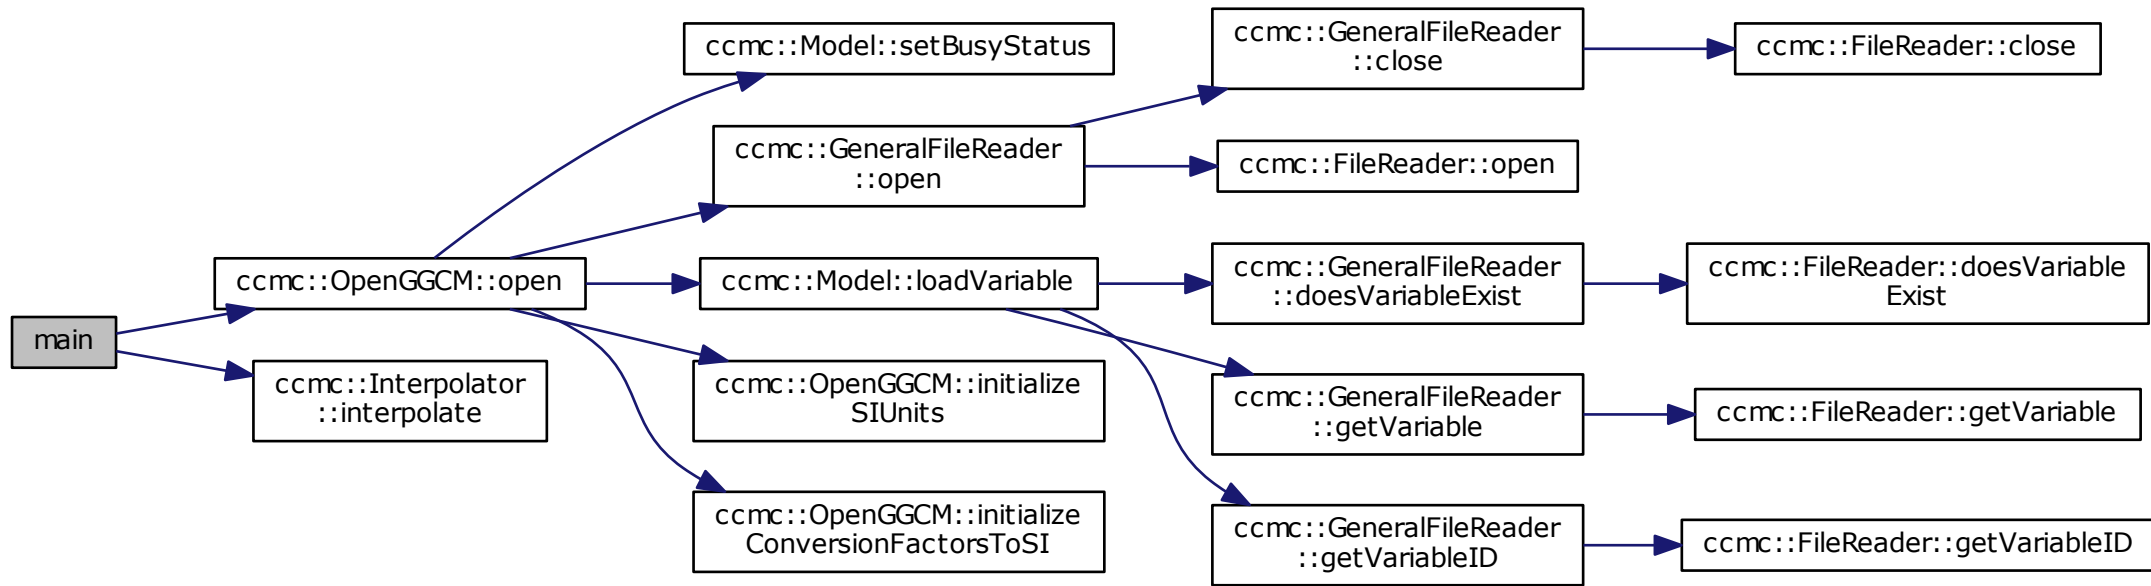 main
ccmc::OpenGGCM::open
ccmc::Interpolator
::interpolate
ccmc::Model::setBusyStatus
ccmc::GeneralFileReader
::open
ccmc::Model::loadVariable
ccmc::OpenGGCM::initialize
SIUnits
ccmc::OpenGGCM::initialize
ConversionFactorsToSI
ccmc::GeneralFileReader
::close
ccmc::FileReader::open
ccmc::GeneralFileReader
::doesVariableExist
ccmc::GeneralFileReader
::getVariable
ccmc::GeneralFileReader
::getVariableID
ccmc::FileReader::close
ccmc::FileReader::doesVariable
Exist
ccmc::FileReader::getVariable
ccmc::FileReader::getVariableID